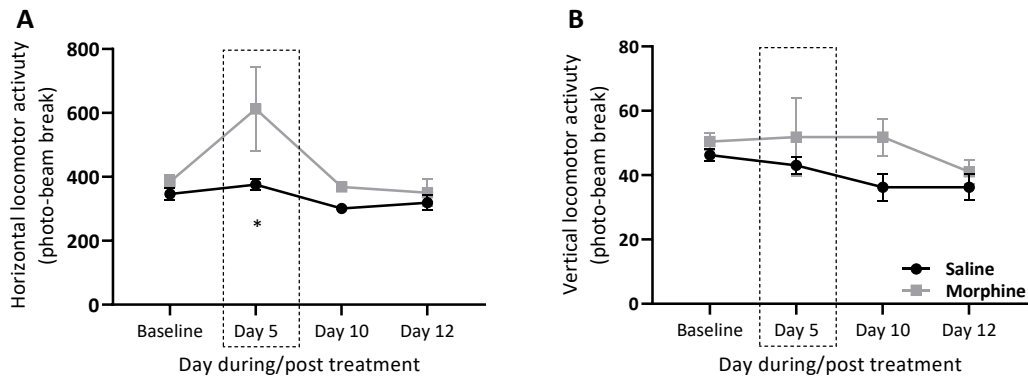 A
Horizontal locomotor activuty
(photo-beam break)
800
600
400
200
0
*
Baseline
Day 5
Day 10
Day 12
Day during/post treatment
B
Vertical locomotor activuty
(photo-beam break)
80
60
40
20
0
Saline
Morphine
Baseline
Day 5
Day 10
Day 12
Day during/post treatment